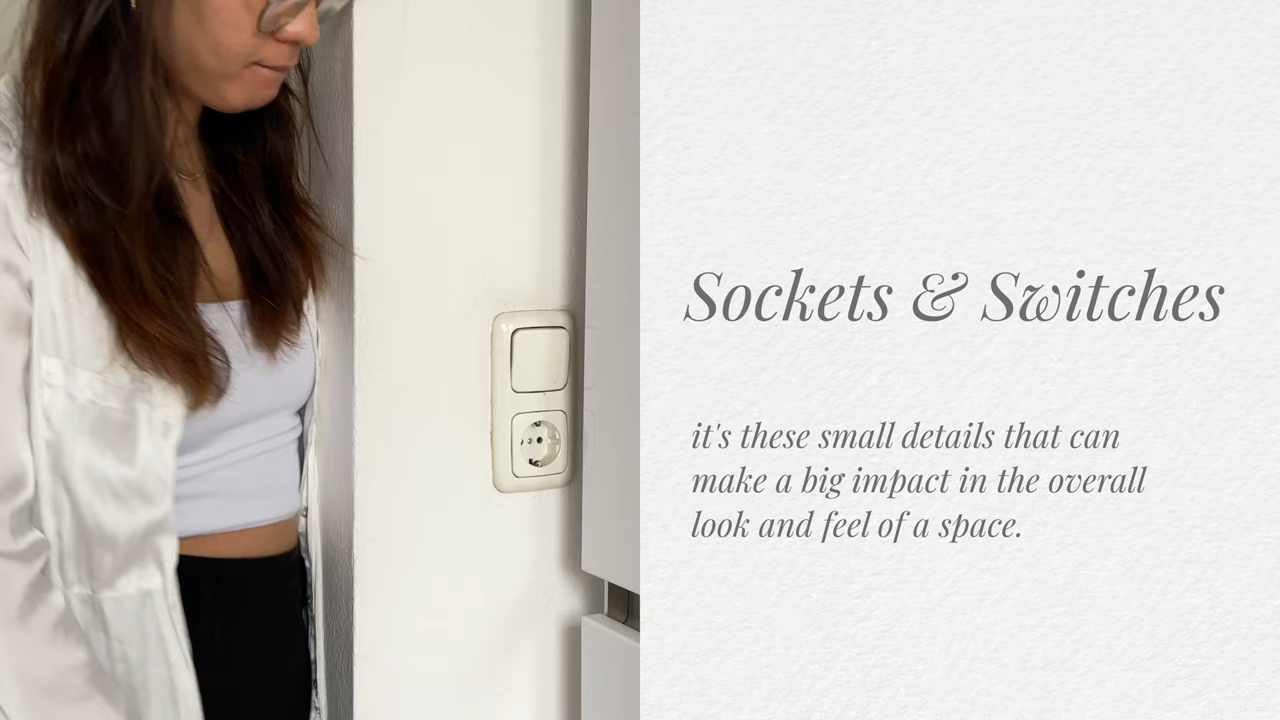 Sockets & Switches
it's these small details that can
make a big impact in the overall
look and feel of a space.